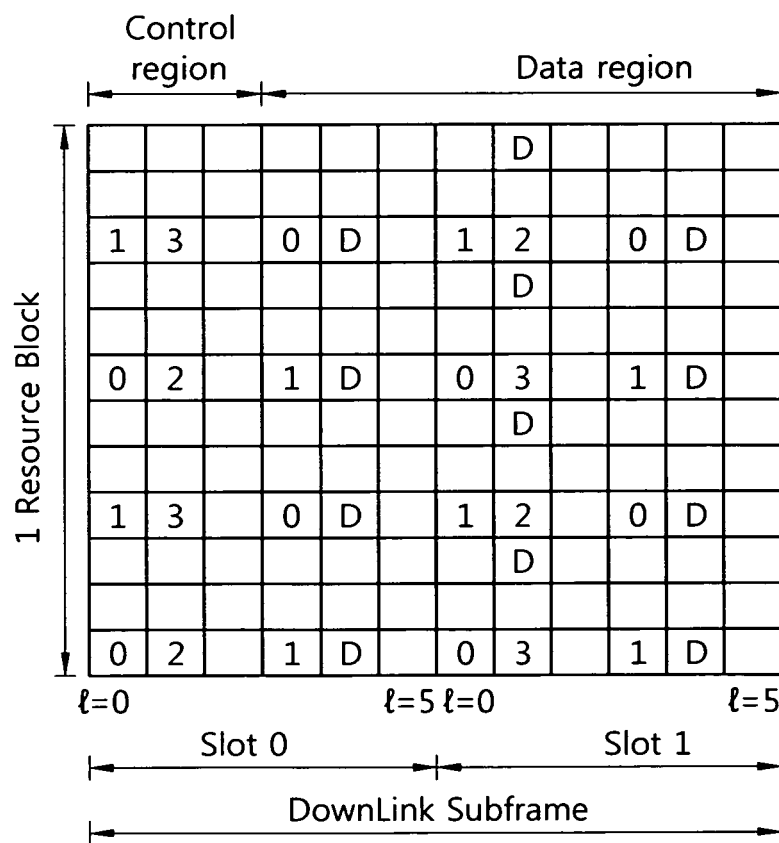 Control
region
Data region
1 Resource Block
D
1 3 0 D 1 2 0 D
D
0 2 1 D 0 3 1 D
D
1 3 0 D 1 2 0 D
D
0 2 1 D 0 3 1 D
ℓ=0 ℓ=5 ℓ=0 ℓ=5
Slot 0 Slot 1
DownLink Subframe